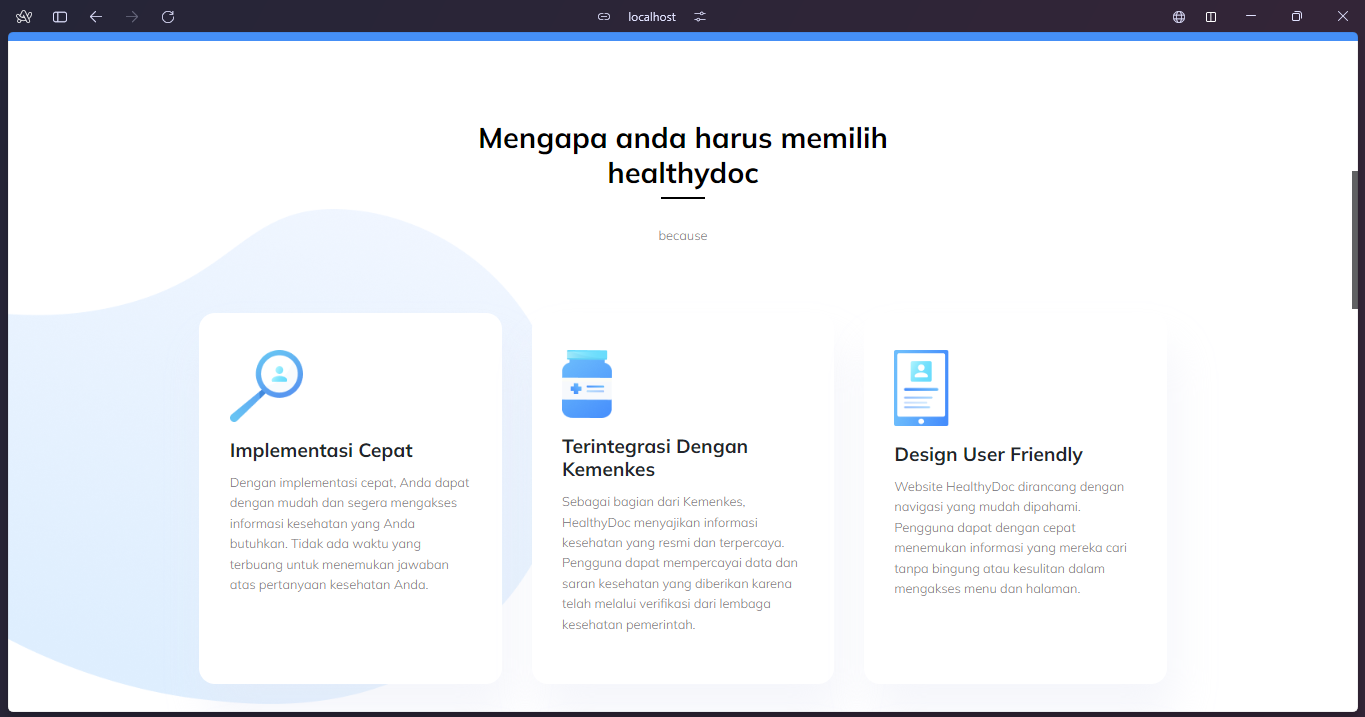 localhost
Mengapa anda harus memilih
healthydoc
because
Implementasi Cepat
Dengan implementasi cepat, Anda dapat
dengan mudah dan segera mengakses
informasi kesehatan yang Anda
butuhkan. Tidak ada waktu yang
terbuang untuk menemukan jawaban
atas pertanyaan kesehatan Anda.
Terintegrasi Dengan
Kemenkes
Sebagai bagian dari Kemenkes,
HealthyDoc menyajikan informasi
kesehatan yang resmi dan terpercaya.
Pengguna dapat mempercayai data dan
saran kesehatan yang diberikan karena
telah melalui verifikasi dari lembaga
kesehatan pemerintah.
Design User Friendly
Website HealthyDoc dirancang dengan
navigasi yang mudah dipahami.
Pengguna dapat dengan cepat
menemukan informasi yang mereka cari
tanpa bingung atau kesulitan dalam
mengakses menu dan halaman.